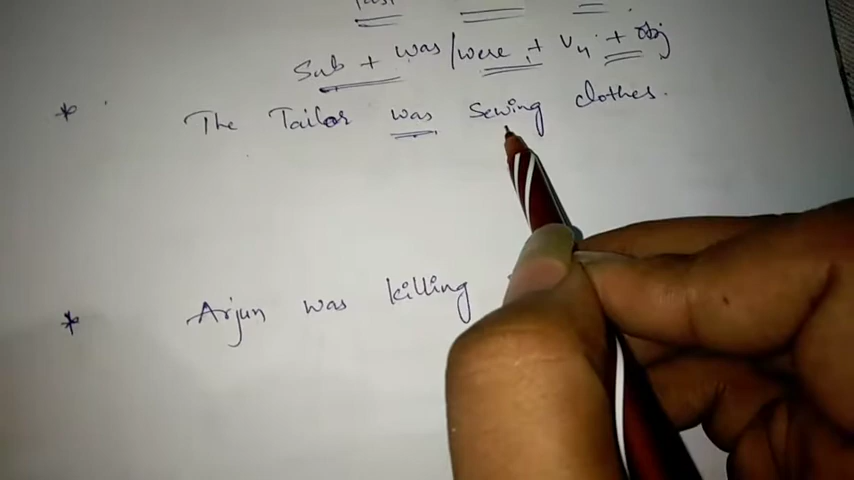 Sub + was/were + V4 + obj
* The Tailor was sewing clothes.
* Arjun was killing